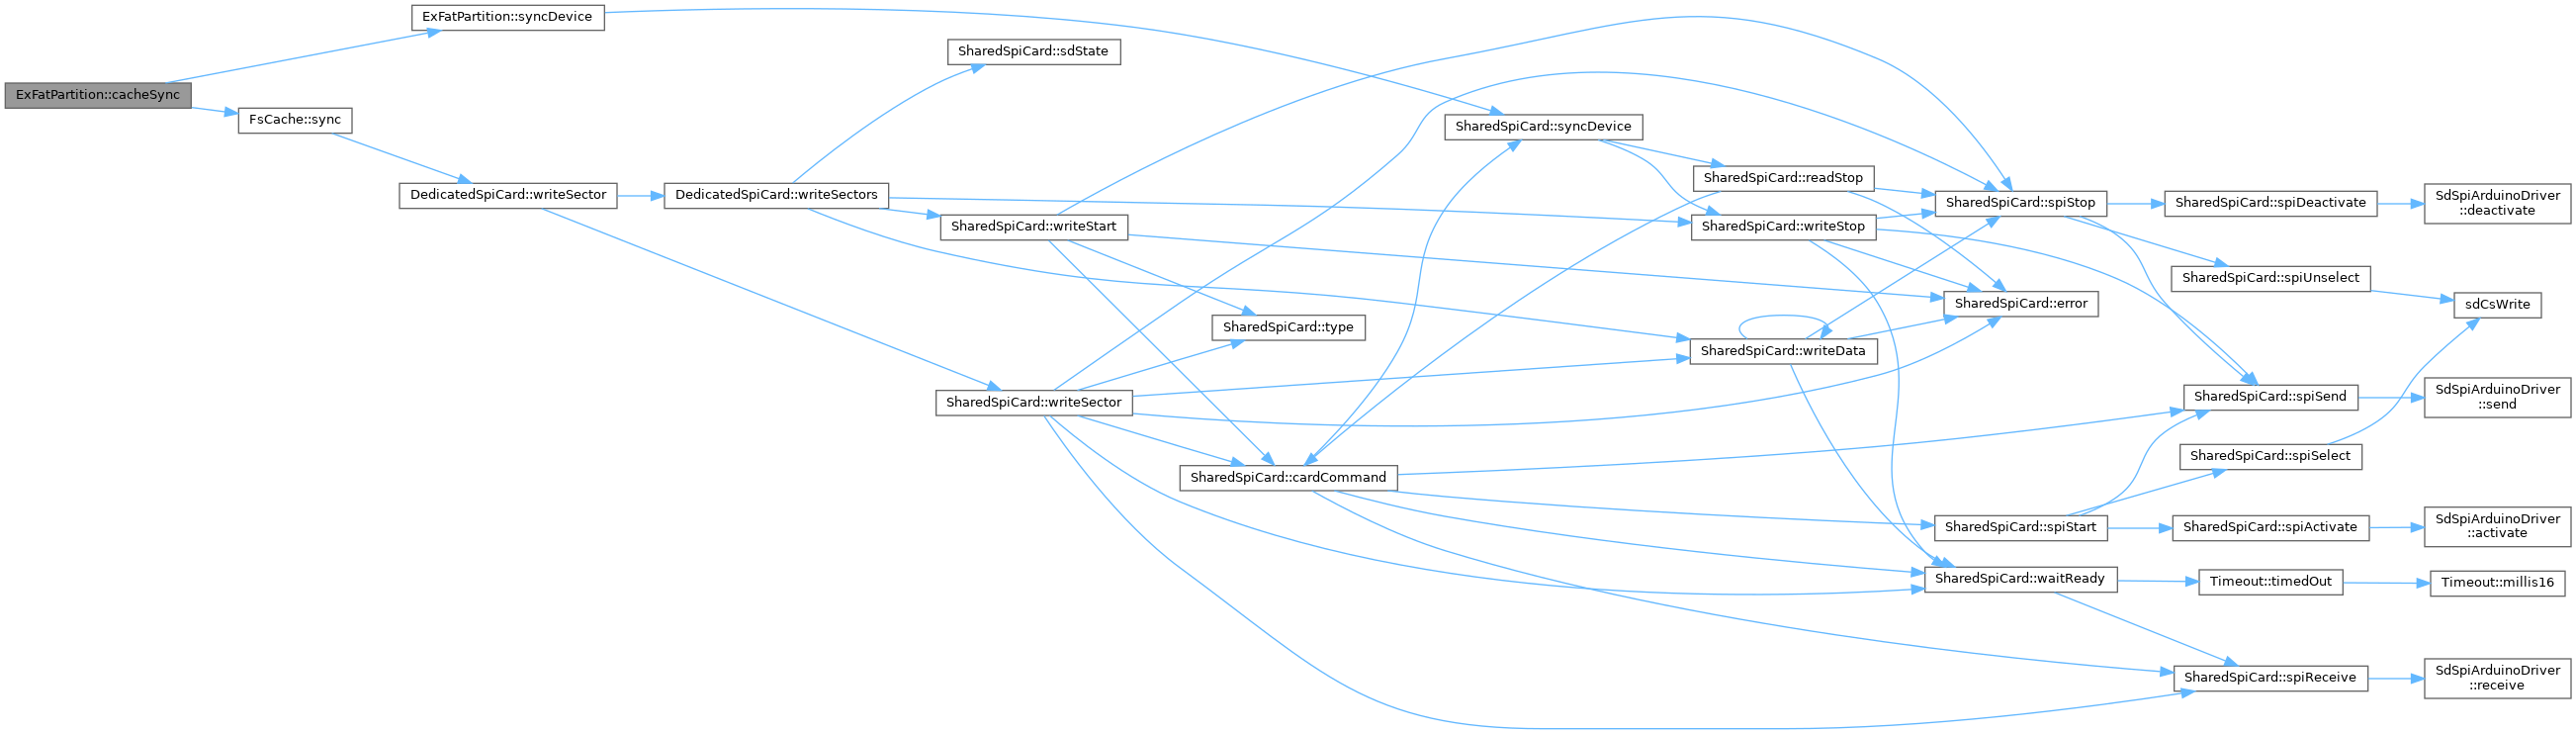 ExFatPartition::syncDevice
SharedSpiCard::sdState
ExFatPartition::cacheSync
FsCache::sync
SharedSpiCard::syncDevice
SharedSpiCard::readStop
DedicatedSpiCard::writeSector
DedicatedSpiCard::writeSectors
SharedSpiCard::spiStop
SharedSpiCard::spiDeactivate
SdSpiArduinoDriver
::deactivate
SharedSpiCard::writeStart
SharedSpiCard::writeStop
SharedSpiCard::spiUnselect
SharedSpiCard::error
sdCsWrite
SharedSpiCard::type
SharedSpiCard::writeData
SharedSpiCard::writeSector
SharedSpiCard::spiSend
SdSpiArduinoDriver
::send
SharedSpiCard::spiSelect
SharedSpiCard::cardCommand
SharedSpiCard::spiStart
SharedSpiCard::spiActivate
SdSpiArduinoDriver
::activate
SharedSpiCard::waitReady
Timeout::timedOut
Timeout::millis16
SharedSpiCard::spiReceive
SdSpiArduinoDriver
::receive